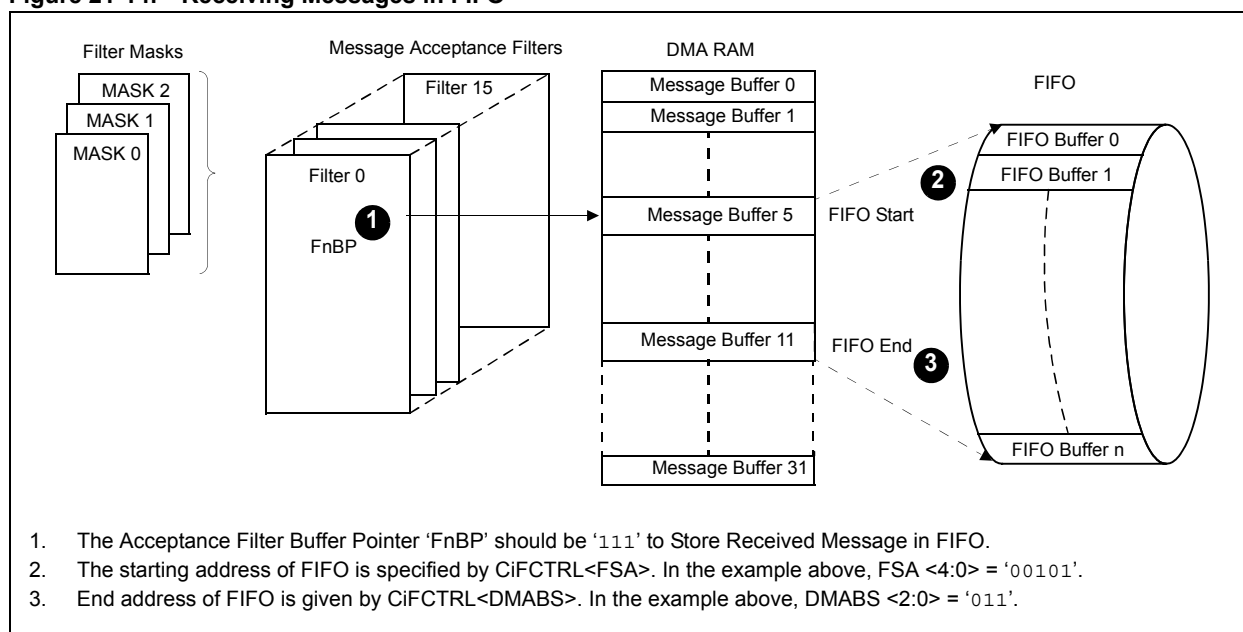 Figure 21-14: Receiving Messages in FIFO
Filter Masks
MASK 2
MASK 1
MASK 0
Message Acceptance Filters
Filter 15
Filter 0
1
FnBP
DMA RAM
Message Buffer 0
Message Buffer 1
Message Buffer 5
Message Buffer 11
Message Buffer 31
FIFO Start
2
FIFO End
3
FIFO
FIFO Buffer 0
FIFO Buffer 1
FIFO Buffer n
1. The Acceptance Filter Buffer Pointer ‘FnBP’ should be ‘111’ to Store Received Message in FIFO.
2. The starting address of FIFO is specified by CiFCTRL<FSA>. In the example above, FSA <4:0> = ‘00101’.
3. End address of FIFO is given by CiFCTRL<DMABS>. In the example above, DMABS <2:0> = ‘011’.